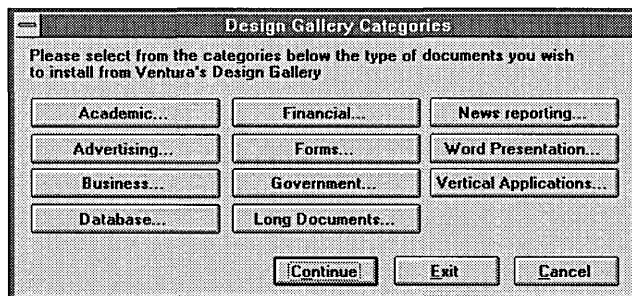 Design Gallery Categories
Please select from the categories below the type of documents you wish
to install from Ventura's Design Gallery
Academic... Financial... News reporting...
Advertising... Forms... Word Presentation...
Business... Government... Vertical Applications...
Database... Long Documents...
Continue Exit Cancel